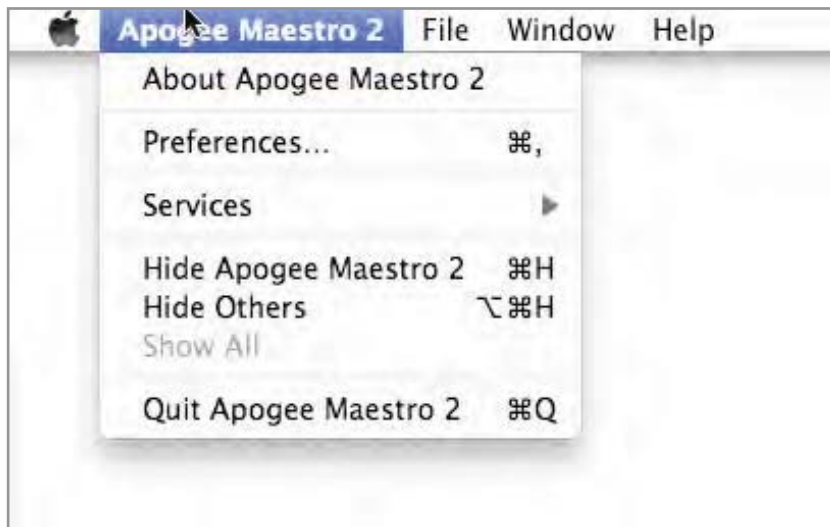 Apogee Maestro 2 File Window Help
About Apogee Maestro 2
Preferences... ⌘,
Services
Hide Apogee Maestro 2 ⌘H
Hide Others ⌥⌘H
Show All
Quit Apogee Maestro 2 ⌘Q